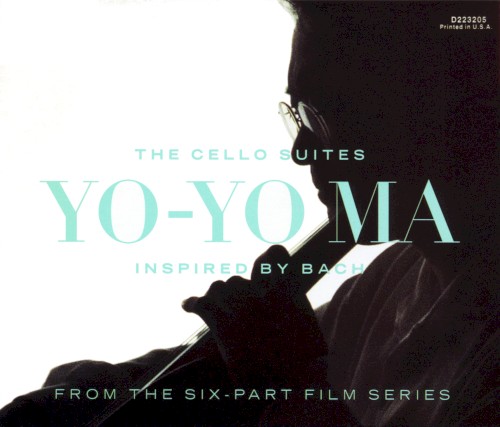 D223205
Printed in U.S.A.
THE CELLO SUITES
YO-YO MA
INSPIRED BY BACH
FROM THE SIX-PART FILM SERIES